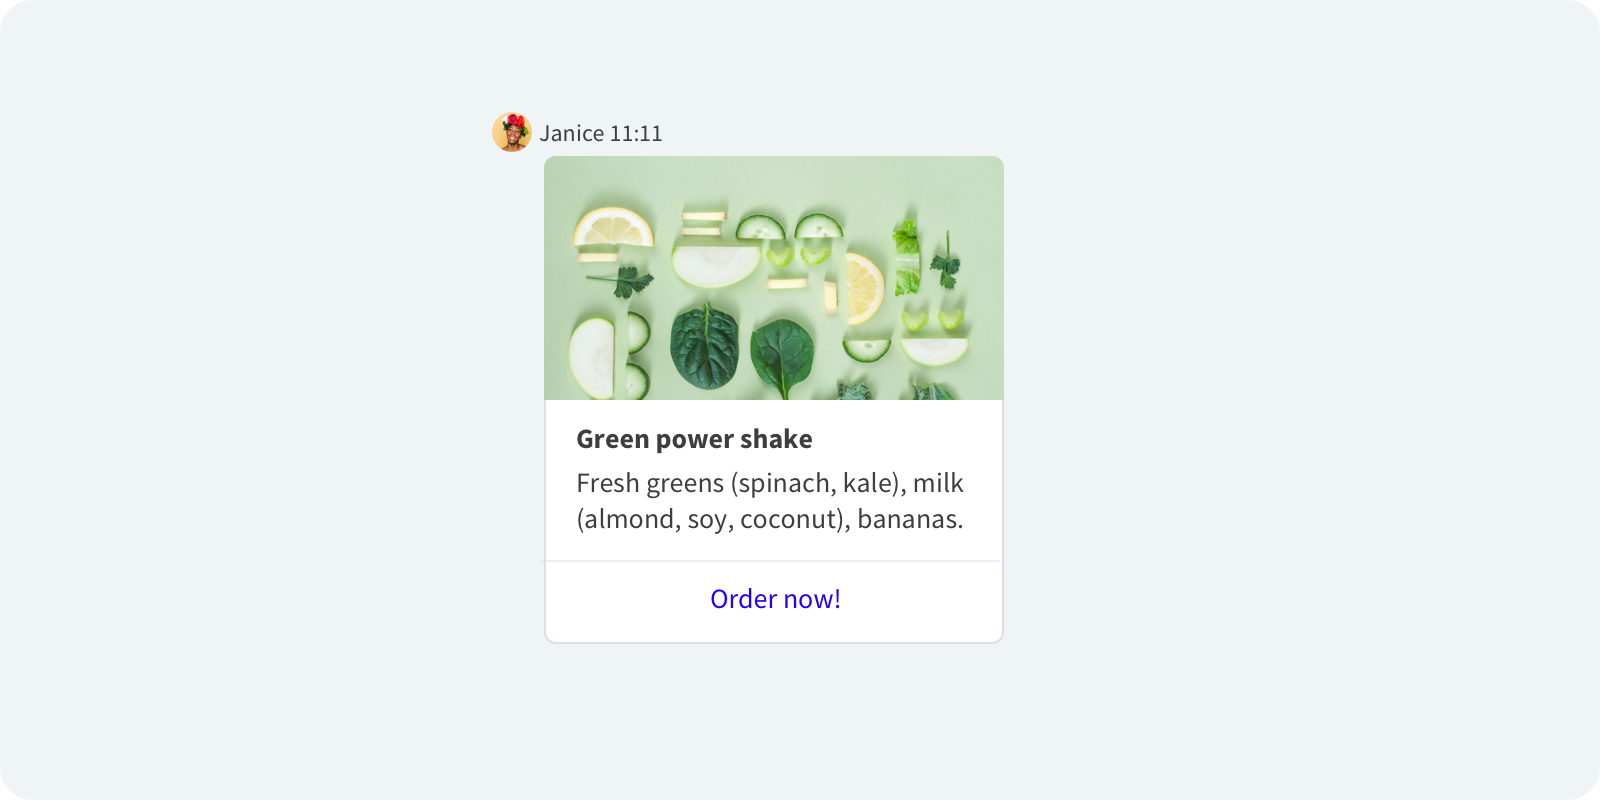 Janice 11:11
Green power shake
Fresh greens (spinach, kale), milk
(almond, soy, coconut), bananas.
Order now!